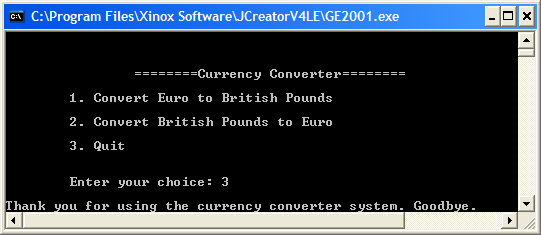 C:\Program Files\Xinox Software\JCreatorV4LE\GE2001.exe
========Currency Converter========
1. Convert Euro to British Pounds
2. Convert British Pounds to Euro
3. Quit
Enter your choice: 3
Thank you for using the currency converter system. Goodbye.